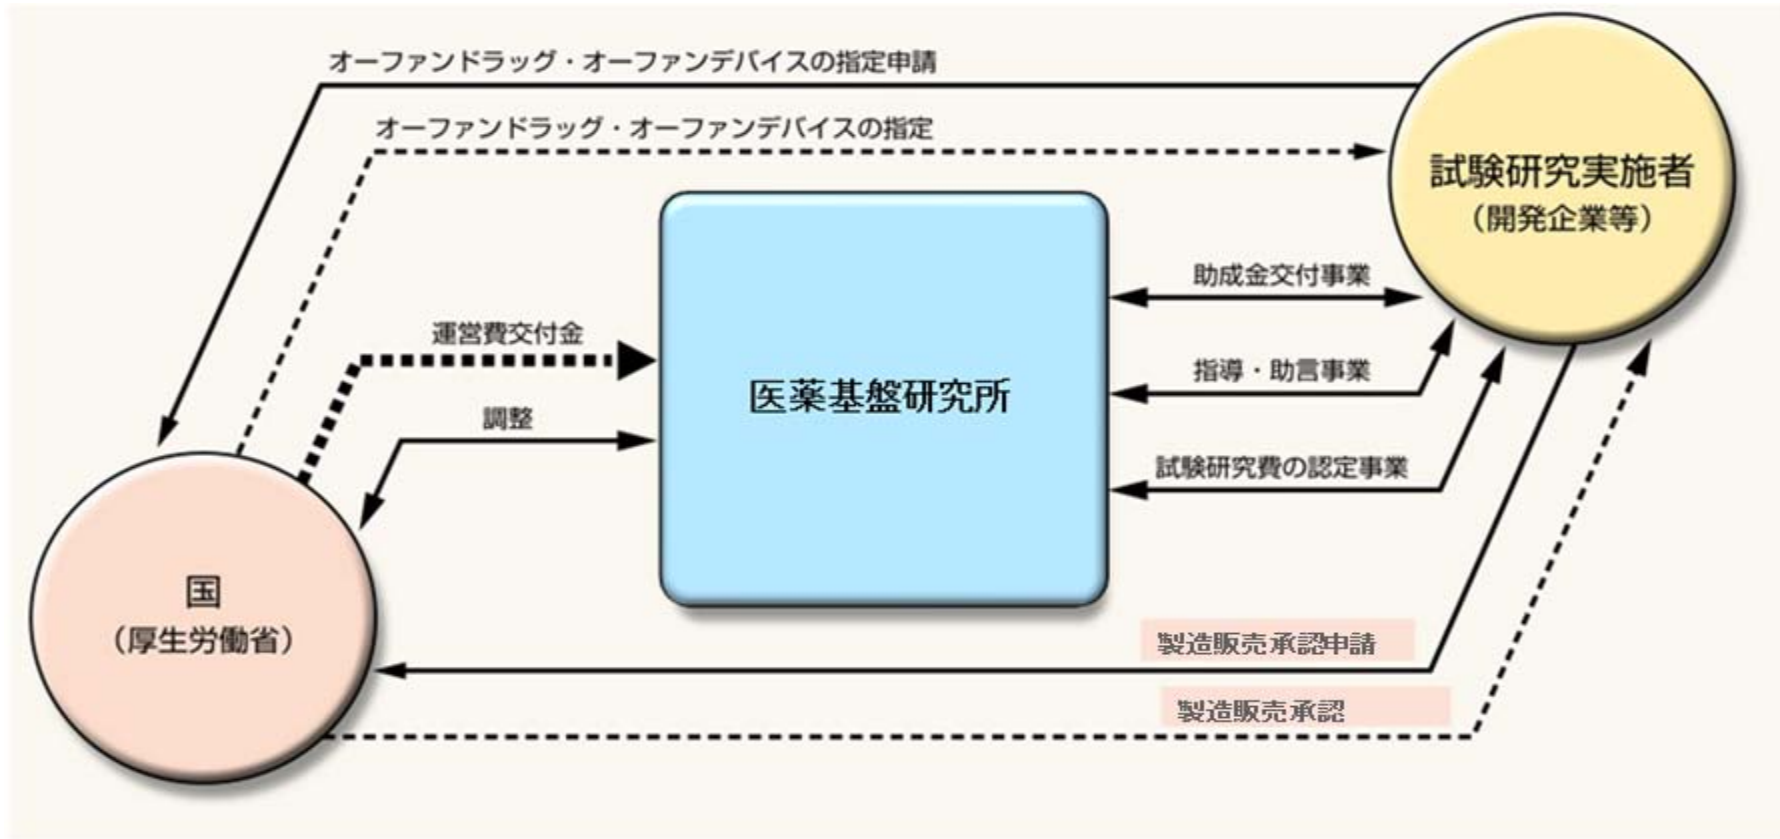 オーファンドラッグ・オーファンデバイスの指定申請
オーファンドラッグ・オーファンデバイスの指定
試験研究実施者
（開発企業等）
助成金交付事業
運営費交付金
指導・助言事業
医薬基盤研究所
調整
試験研究費の認定事業
国
（厚生労働省）
製造販売承認申請
製造販売承認